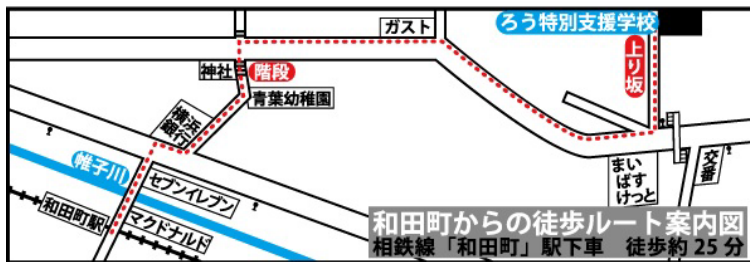 ガスト
ろう特別支援学校
上り坂
神社
階段
青葉幼稚園
横浜
銀行
帷子川
セブンイレブン
和田町駅
マクドナルド
まい
ばす
けっと
交番
和田町からの徒歩ルート案内図
相鉄線「和田町」駅下車　徒歩約25分